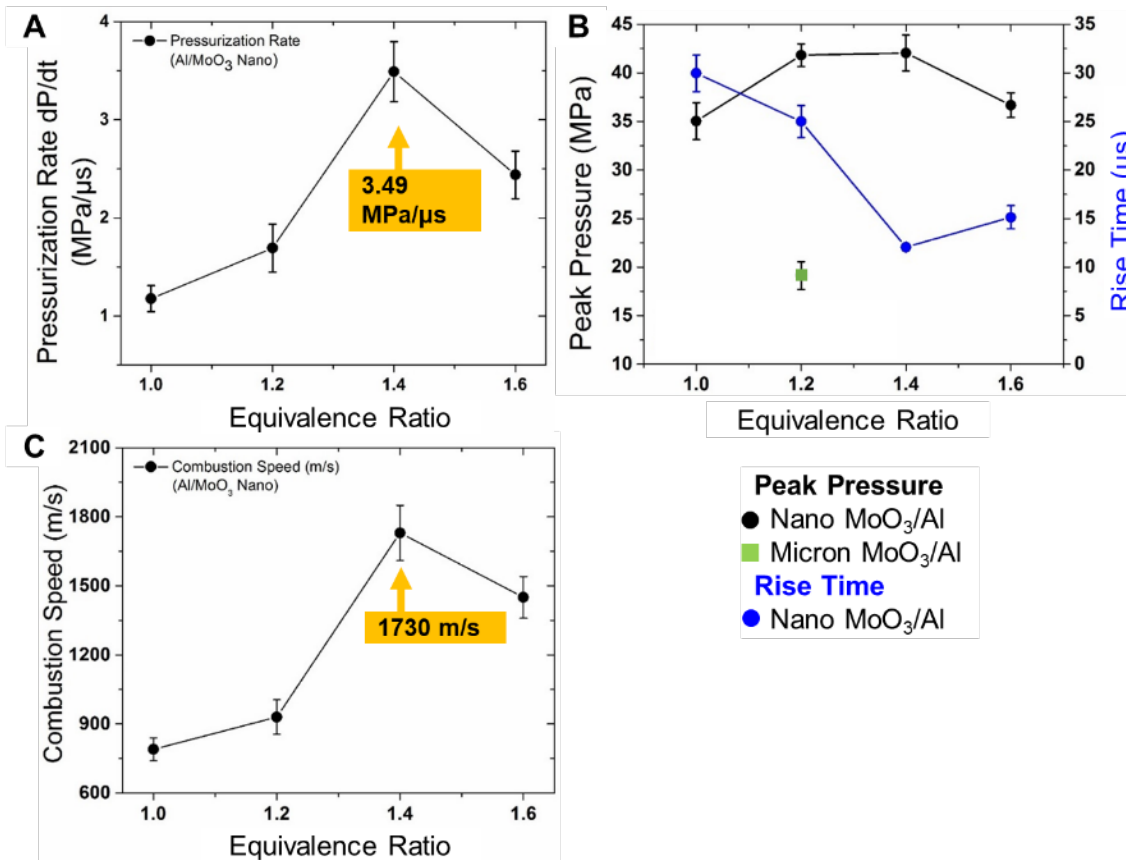 A
Pressurization Rate dP/dt
(MPa/μs)
4
3
2
1
Pressurization Rate
(Al/MoO₃ Nano)
3.49
MPa/μs
1.0 1.2 1.4 1.6
Equivalence Ratio
B
Peak Pressure (MPa)
45
40
35
30
25
20
15
10
35
30
25
20
15
10
5
0
Rise Time (μs)
1.0 1.2 1.4 1.6
Equivalence Ratio
C
Combustion Speed (m/s)
2100
1800
1500
1200
900
600
Combustion Speed (m/s)
(Al/MoO₃ Nano)
1730 m/s
1.0 1.2 1.4 1.6
Equivalence Ratio
Peak Pressure
Nano MoO₃/Al
Micron MoO₃/Al
Rise Time
Nano MoO₃/Al